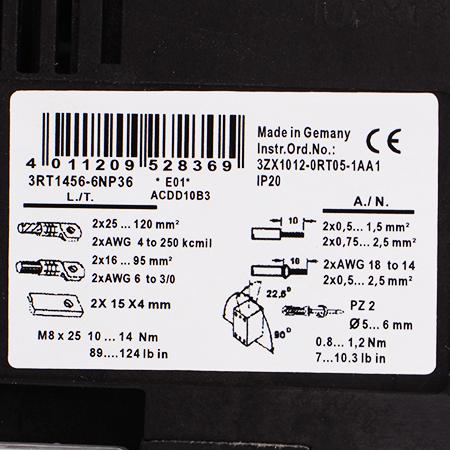 4 011209 528369
3RT1456-6NP36 * E01*
ACDD10B3
Made in Germany
Instr.Ord.No.:
3ZX1012-0RT05-1AA1
IP20
CE
L./T.
2x25 ... 120 mm²
2xAWG 4 to 250 kcmil
2x16 ... 95 mm²
2xAWG 6 to 3/0
2X 15 X4 mm
M8 x 25 10 ... 14 Nm
89....124 lb in
A./ N.
10
2x0,5... 1,5 mm²
2x0,75... 2,5 mm²
10
2xAWG 18 to 14
2x0,5... 2,5 mm²
22,5°
90°
PZ 2
Ø 5... 6 mm
0.8... 1,2 Nm
7...10.3 lb in